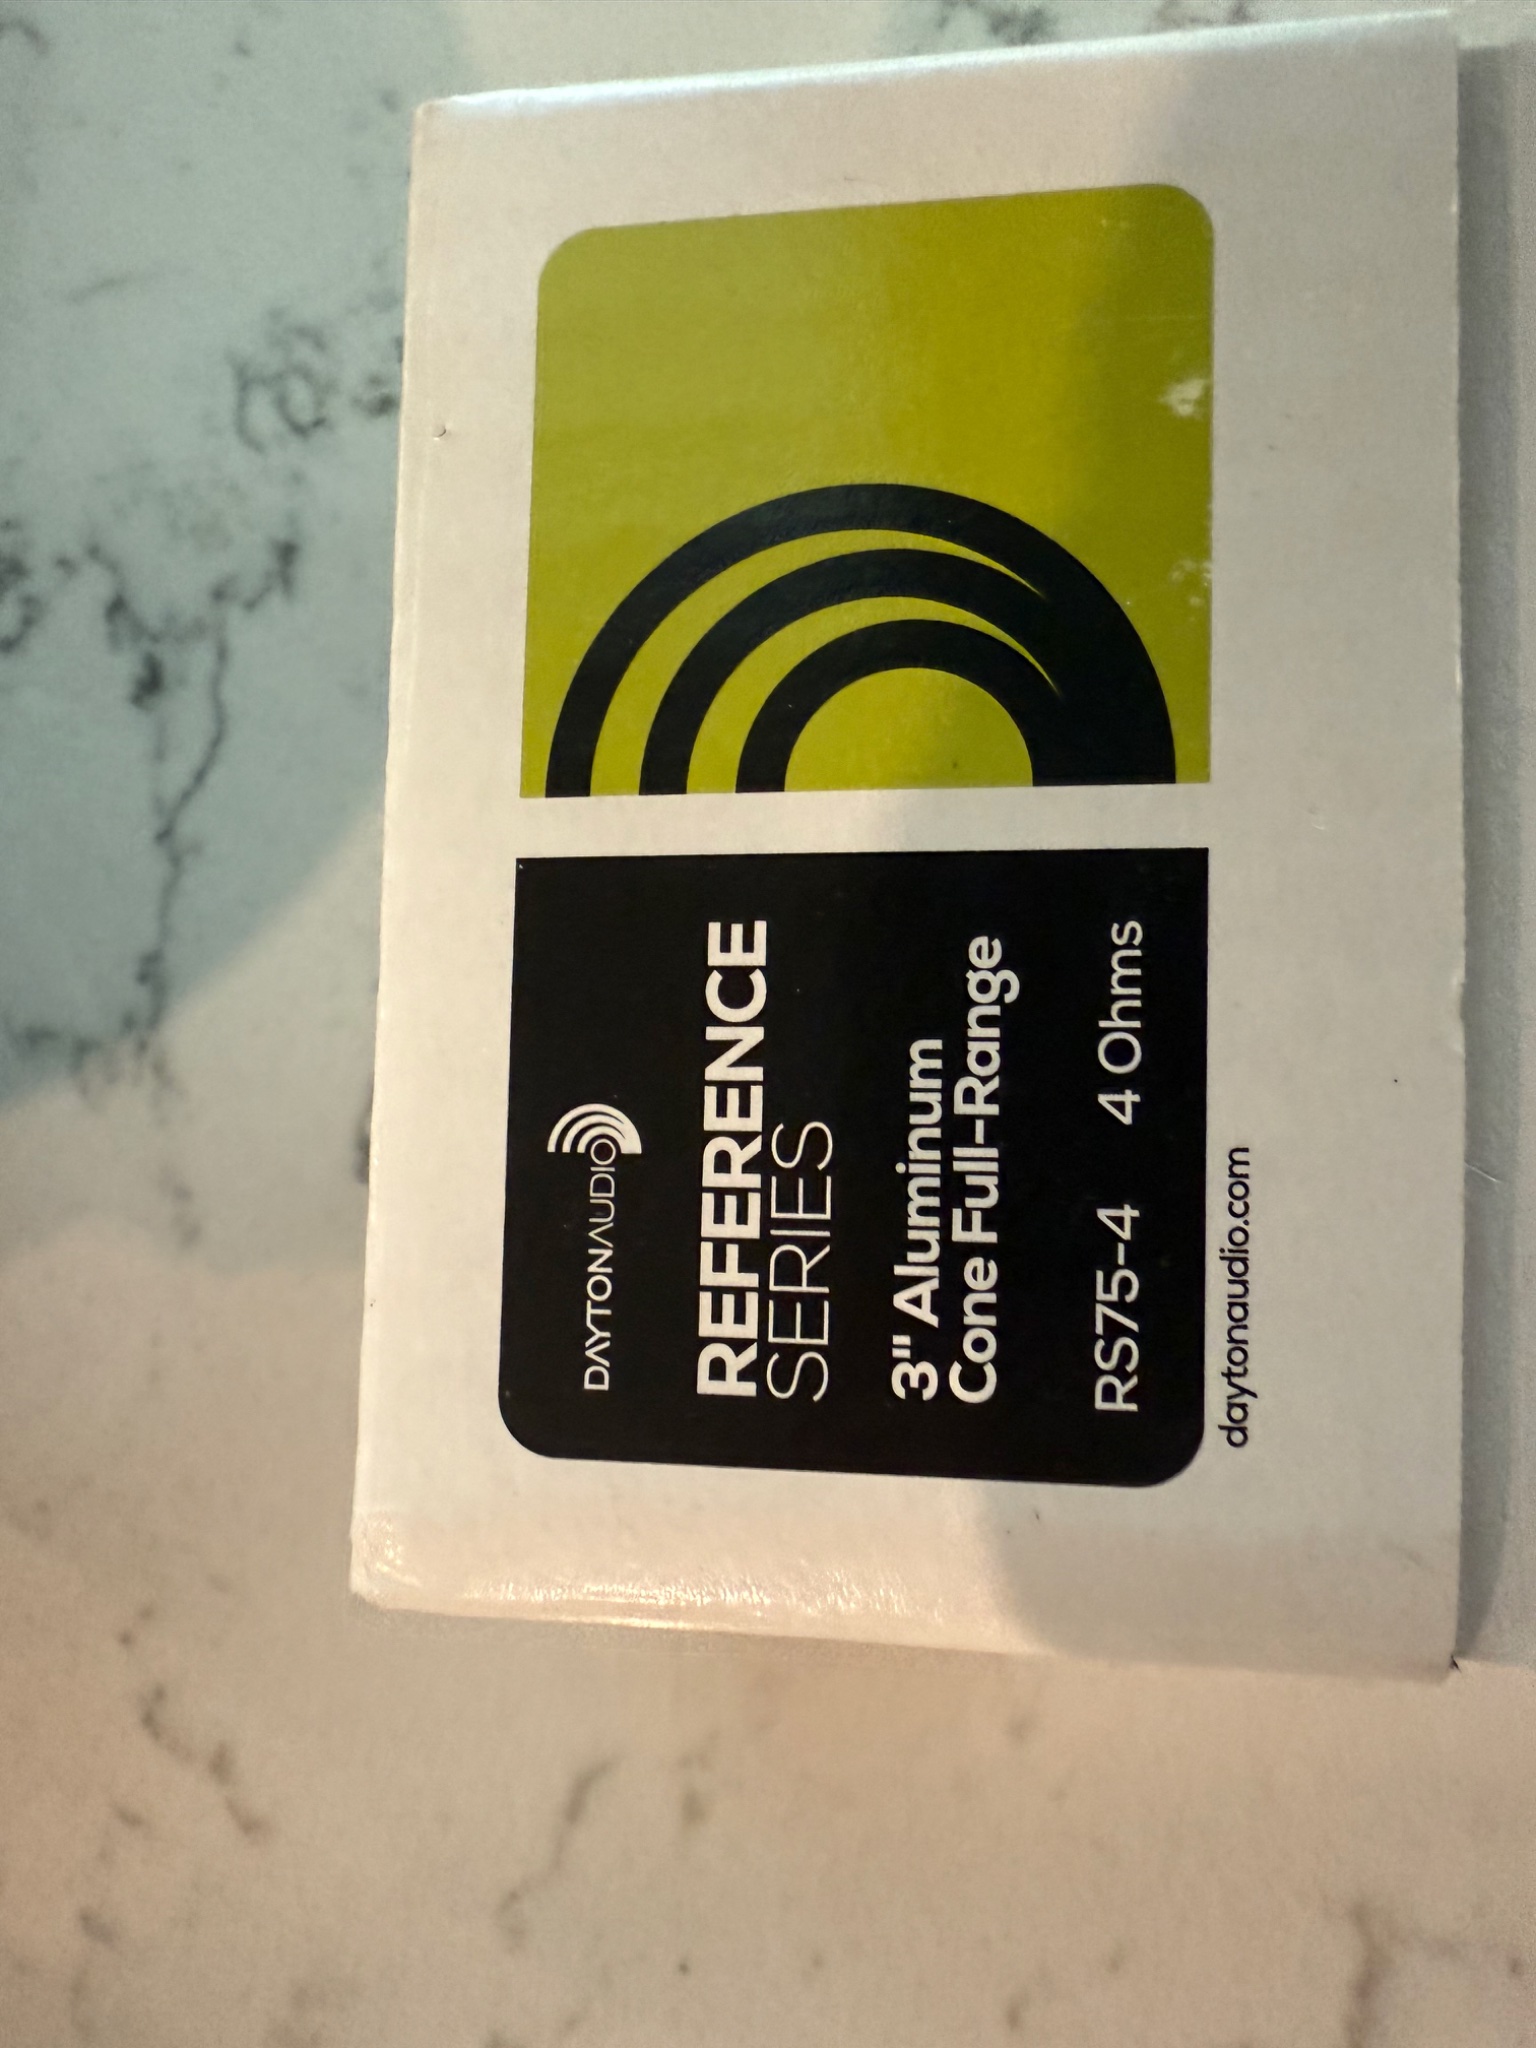 DAYTONAUDIO
REFERENCE
SERIES
3" Aluminum
Cone Full-Range
RS75-4 4 Ohms
daytonaudio.com